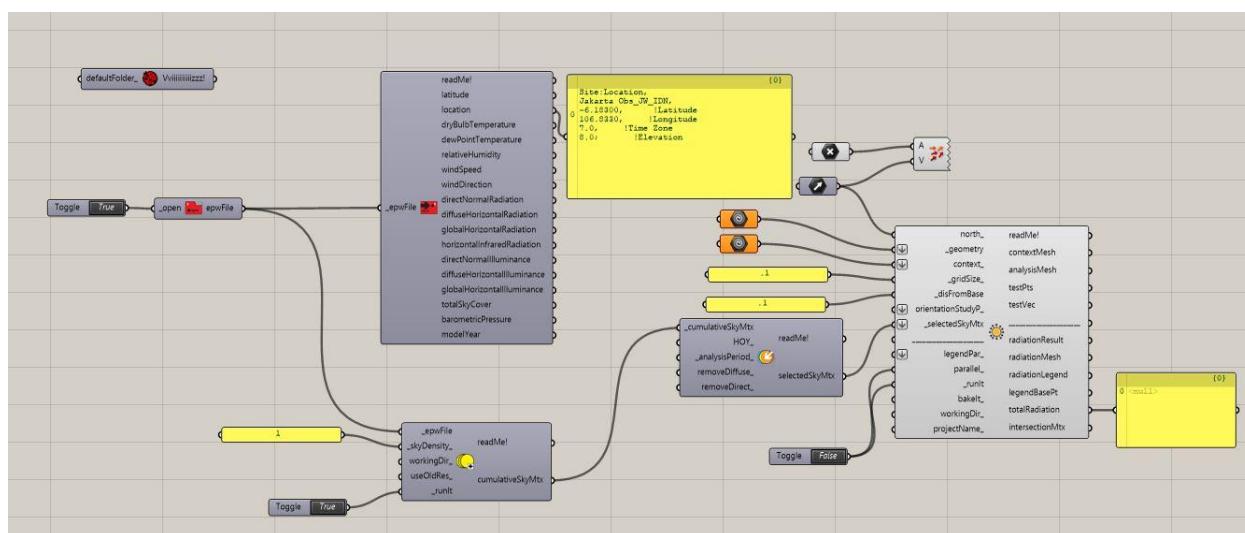 defaultFolder_ Vviiiiiiiiizzz!
Toggle True
_open epwFile
_epwFile
readMe!
latitude
location
dryBulbTemperature
dewPointTemperature
relativeHumidity
windSpeed
windDirection
directNormalRadiation
diffuseHorizontalRadiation
globalHorizontalRadiation
horizontalInfraredRadiation
directNormalIlluminance
diffuseHorizontalIlluminance
globalHorizontalIlluminance
totalSkyCover
barometricPressure
modelYear
{0}
0
Site:Location,
Jakarta Obs_JW_IDN,
-6.18300, !Latitude
106.8330, !Longitude
7.0, !Time Zone
8.0; !Elevation
A
V
.1
.1
north_
_geometry
context_
_gridSize_
_disFromBase
orientationStudyP_
_selectedSkyMtx
legendPar_
parallel_
_runIt
bakeIt_
workingDir_
projectName_
readMe!
contextMesh
analysisMesh
testPts
testVec
radiationResult
radiationMesh
radiationLegend
legendBasePt
totalRadiation
intersectionMtx
_cumulativeSkyMtx
HOY_
_analysisPeriod_
removeDiffuse_
removeDirect_
readMe!
selectedSkyMtx
{0}
0 <null>
1
_epwFile
_skyDensity_
workingDir_
useOldRes_
_runIt
readMe!
cumulativeSkyMtx
Toggle False
Toggle True